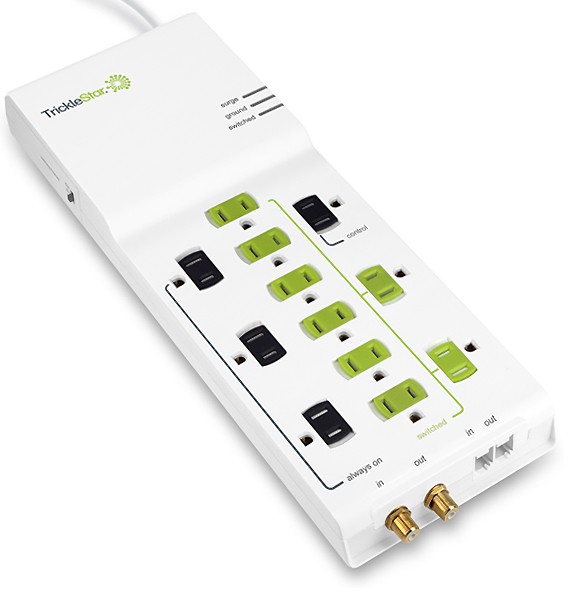 TrickleStar
surge
ground
switched
control
switched
always on
in
out
in
out